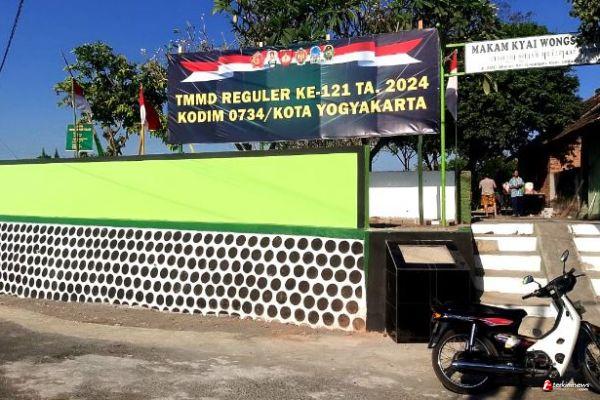 TMMD REGULER KE-121 TA. 2024
KODIM 0734/KOTA YOGYAKARTA
MAKAM KYAI WONGS
terkininews